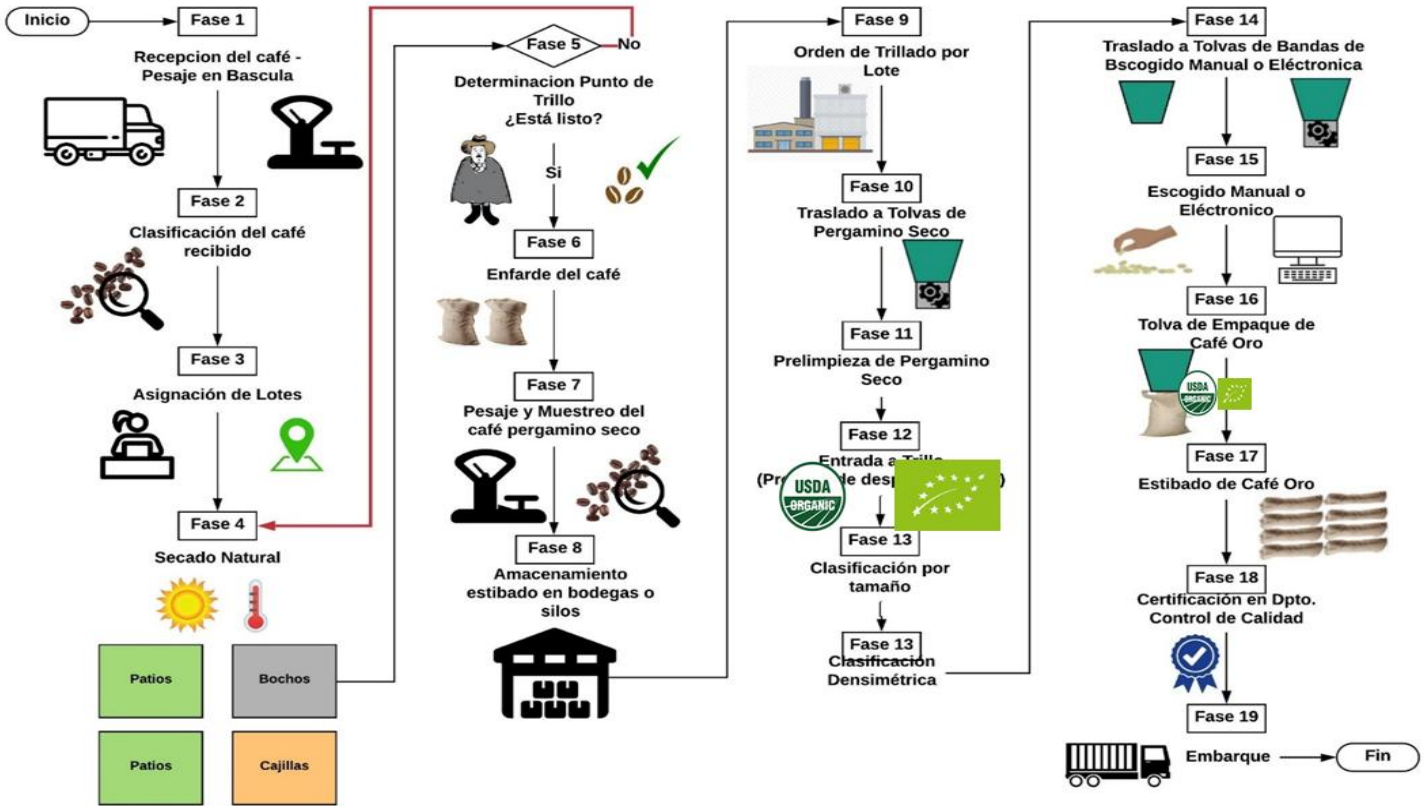 Inicio
Fase 1
Recepcion del café -
Pesaje en Bascula
Fase 2
Clasificación del café
recibido
Fase 3
Asignación de Lotes
Fase 4
Secado Natural
Patios
Bochos
Patios
Cajillas
Fase 5
No
Determinacion Punto de
Trillo
¿Está listo?
Si
Fase 6
Enfarde del café
Fase 7
Pesaje y Muestreo del
café pergamino seco
Fase 8
Amacenamiento
estibado en bodegas o
silos
Fase 9
Orden de Trillado por
Lote
Fase 10
Traslado a Tolvas de
Pergamino Seco
Fase 11
Prelimpieza de Pergamino
Seco
Fase 12
Entrada a Trillo
de
)
USDA
ORGANIC
Fase 13
Clasificación por
tamaño
Fase 13
Clasificación
Densimétrica
Fase 14
Traslado a Tolvas de Bandas de
Bscogido Manual o Eléctronica
Fase 15
Escogido Manual o
Eléctronico
Fase 16
Tolva de Empaque de
Café Oro
USDA
ORGANIC
Fase 17
Estibado de Café Oro
Fase 18
Certificación en Dpto.
Control de Calidad
Fase 19
Embarque
Fin